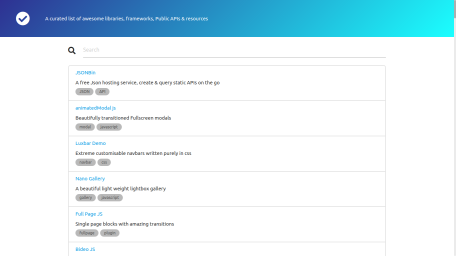 A curated list of awesome libraries, frameworks, Public APIs & resources
Search
JSONBin
A free Json hosting service, create & query static APIs on the go
JSON API
animatedModal.js
Beautifully transitioned Fullscreen modals
modal javascript
Luxbar Demo
Extreme customisable navbars written purely in css
navbar css
Nano Gallery
A beautiful light weight lightbox gallery
gallery javascript
Full Page JS
Single page blocks with amazing transitions
fullpage plugin
Bideo JS